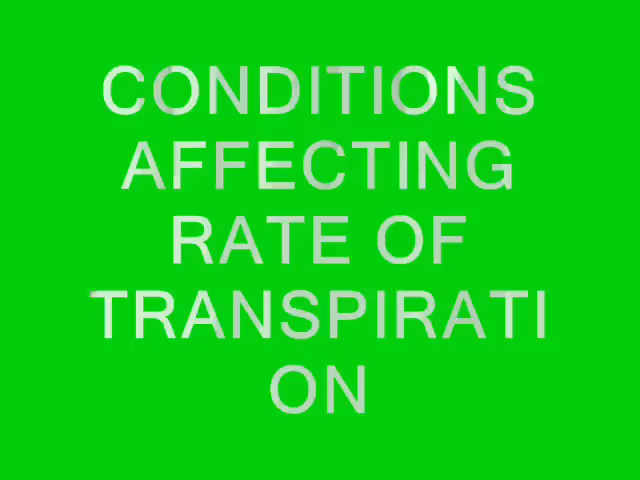 CONDITIONS
AFFECTING
RATE OF
TRANSPIRATI
ON